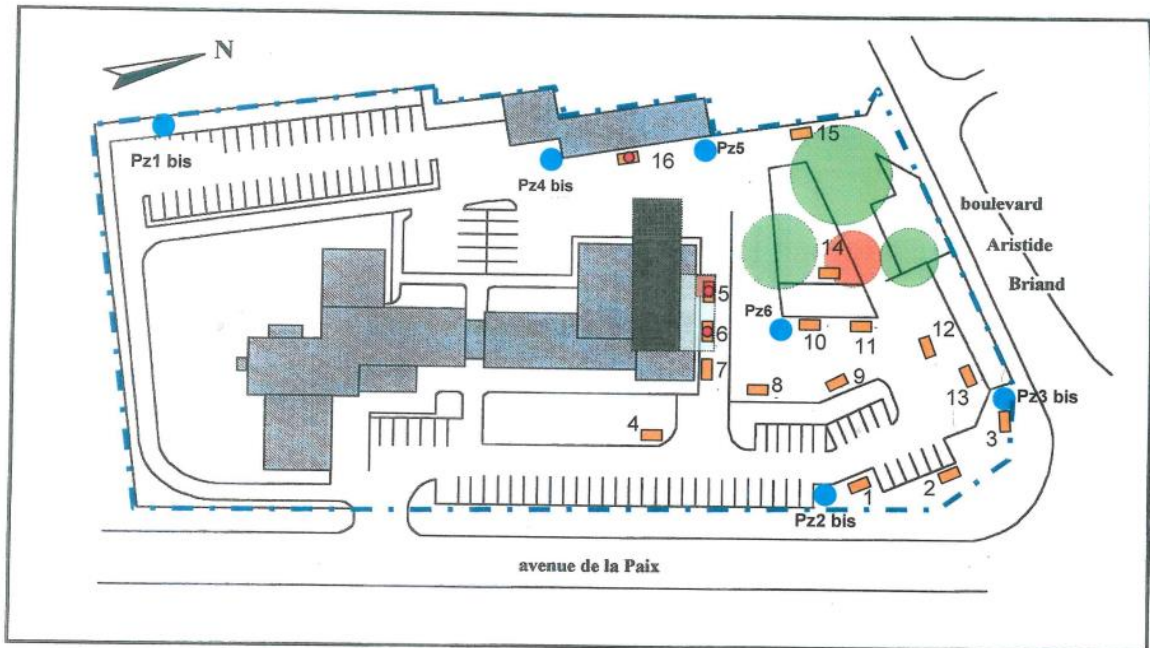 N
Pz1 bis
Pz4 bis
16
Pz5
15
boulevard
Aristide
Briand
14
5
Pz6
6
10
11
12
7
8
9
13
Pz3 bis
4
3
1
2
Pz2 bis
avenue de la Paix